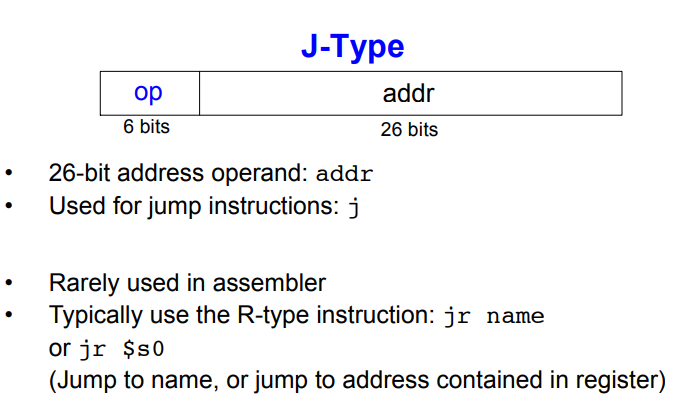 J-Type
op addr
6 bits 26 bits
• 26-bit address operand: addr
• Used for jump instructions: j
• Rarely used in assembler
• Typically use the R-type instruction: jr name
or jr $s0
(Jump to name, or jump to address contained in register)